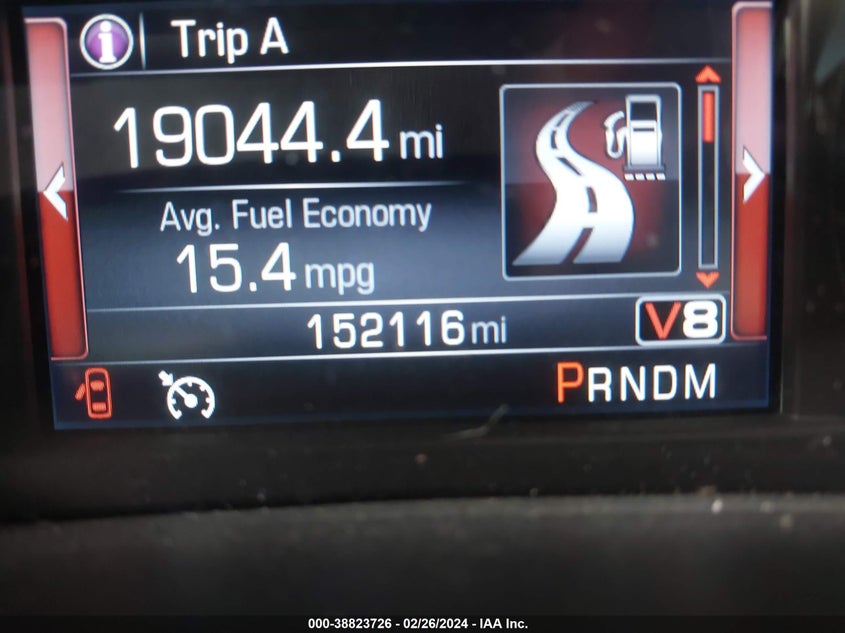 i Trip A
19044.4 mi
Avg. Fuel Economy
15.4 mpg
152116 mi V8
PRNDM
000-38823726 - 02/26/2024 - IAA Inc.